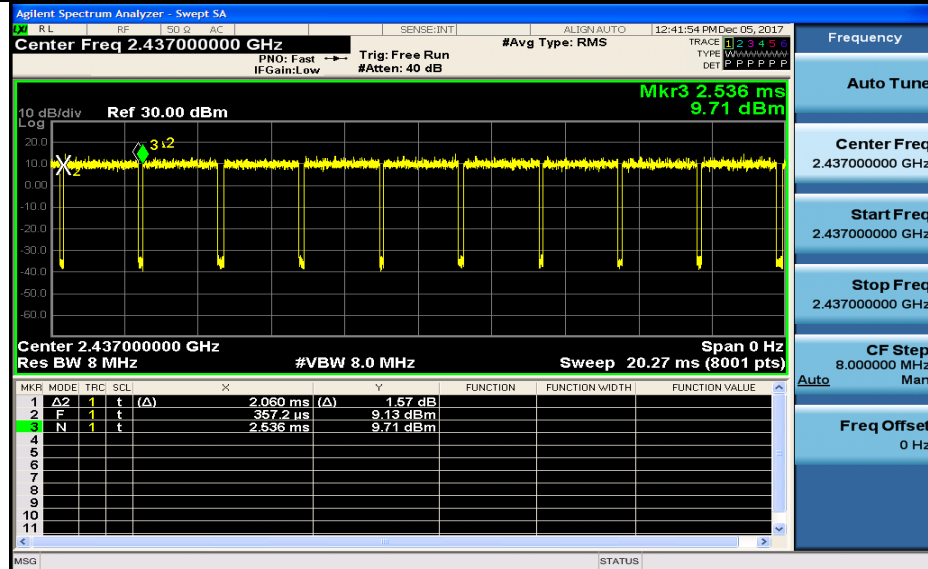 Agilent Spectrum Analyzer - Swept SA
LXI RL RF 50 Ω AC SENSE:INT ALIGN AUTO 12:41:54 PM Dec 05, 2017
Center Freq 2.437000000 GHz
PNO: Fast
IFGain:Low
Trig: Free Run
#Atten: 40 dB
#Avg Type: RMS
TRACE 1 2 3 4 5 6
TYPE WWWWWW
DET P P P P P P
Mkr3 2.536 ms
9.71 dBm
10 dB/div Ref 30.00 dBm
Log
20.0
10.0
0.00
-10.0
-20.0
-30.0
-40.0
-50.0
-60.0
Center 2.437000000 GHz Span 0 Hz
Res BW 8 MHz #VBW 8.0 MHz Sweep 20.27 ms (8001 pts)
MKR MODE TRC SCL X Y FUNCTION FUNCTION WIDTH FUNCTION VALUE
1 Δ2 1 t (Δ) 2.060 ms (Δ) 1.57 dB
2 F 1 t 357.2 µs 9.13 dBm
3 N 1 t 2.536 ms 9.71 dBm
4
5
6
7
8
9
10
11
MSG STATUS
Frequency
Auto Tune
Center Freq
2.437000000 GHz
Start Freq
2.437000000 GHz
Stop Freq
2.437000000 GHz
CF Step
8.000000 MHz
Auto Man
Freq Offset
0 Hz